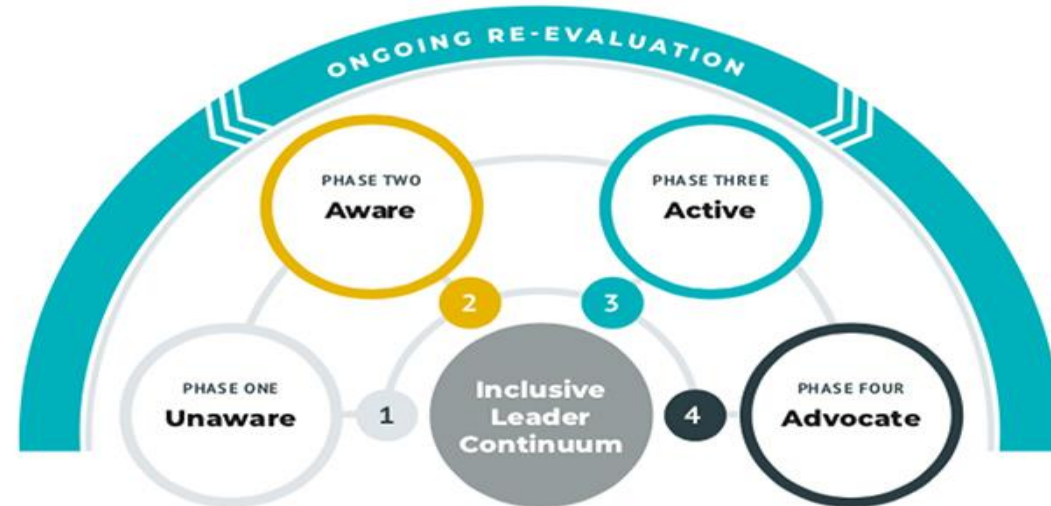 ONGOING RE-EVALUATION
PHASE TWO
Aware
PHASE THREE
Active
2
3
PHASE ONE
Unaware
1
Inclusive
Leader
Continuum
4
PHASE FOUR
Advocate